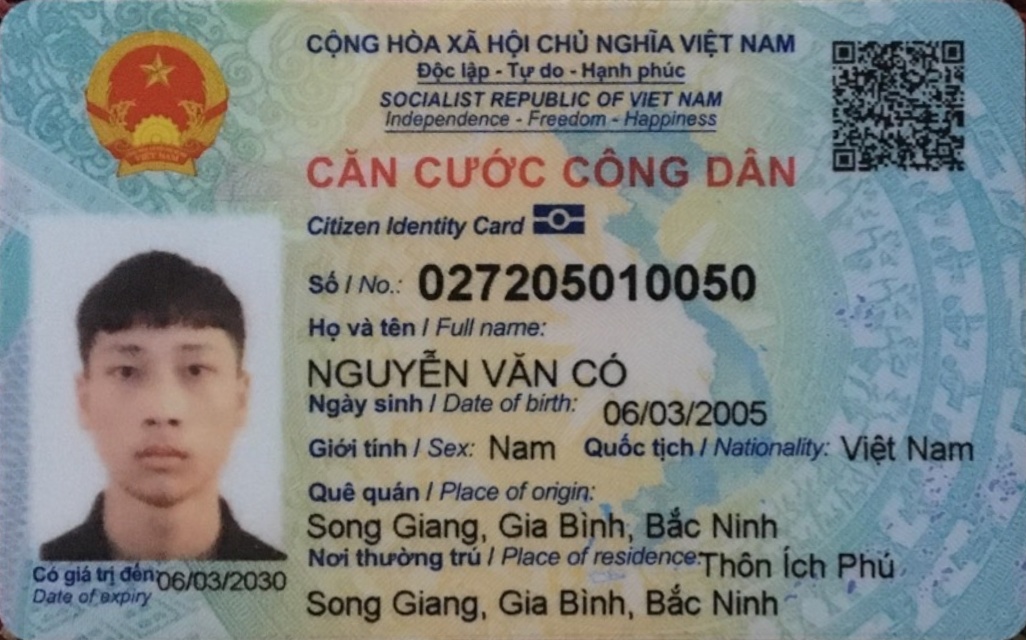 CỘNG HÒA XÃ HỘI CHỦ NGHĨA VIỆT NAM
Độc lập - Tự do - Hạnh phúc
SOCIALIST REPUBLIC OF VIET NAM
Independence - Freedom - Happiness
CĂN CƯỚC CÔNG DÂN
Citizen Identity Card
Số / No.: 027205010050
Họ và tên / Full name:
NGUYỄN VĂN CÓ
Ngày sinh / Date of birth: 06/03/2005
Giới tính / Sex: Nam Quốc tịch / Nationality: Việt Nam
Quê quán / Place of origin:
Song Giang, Gia Bình, Bắc Ninh
Nơi thường trú / Place of residence: Thôn Ích Phú
Song Giang, Gia Bình, Bắc Ninh
Có giá trị đến: 06/03/2030
Date of expiry
VIỆT NAM